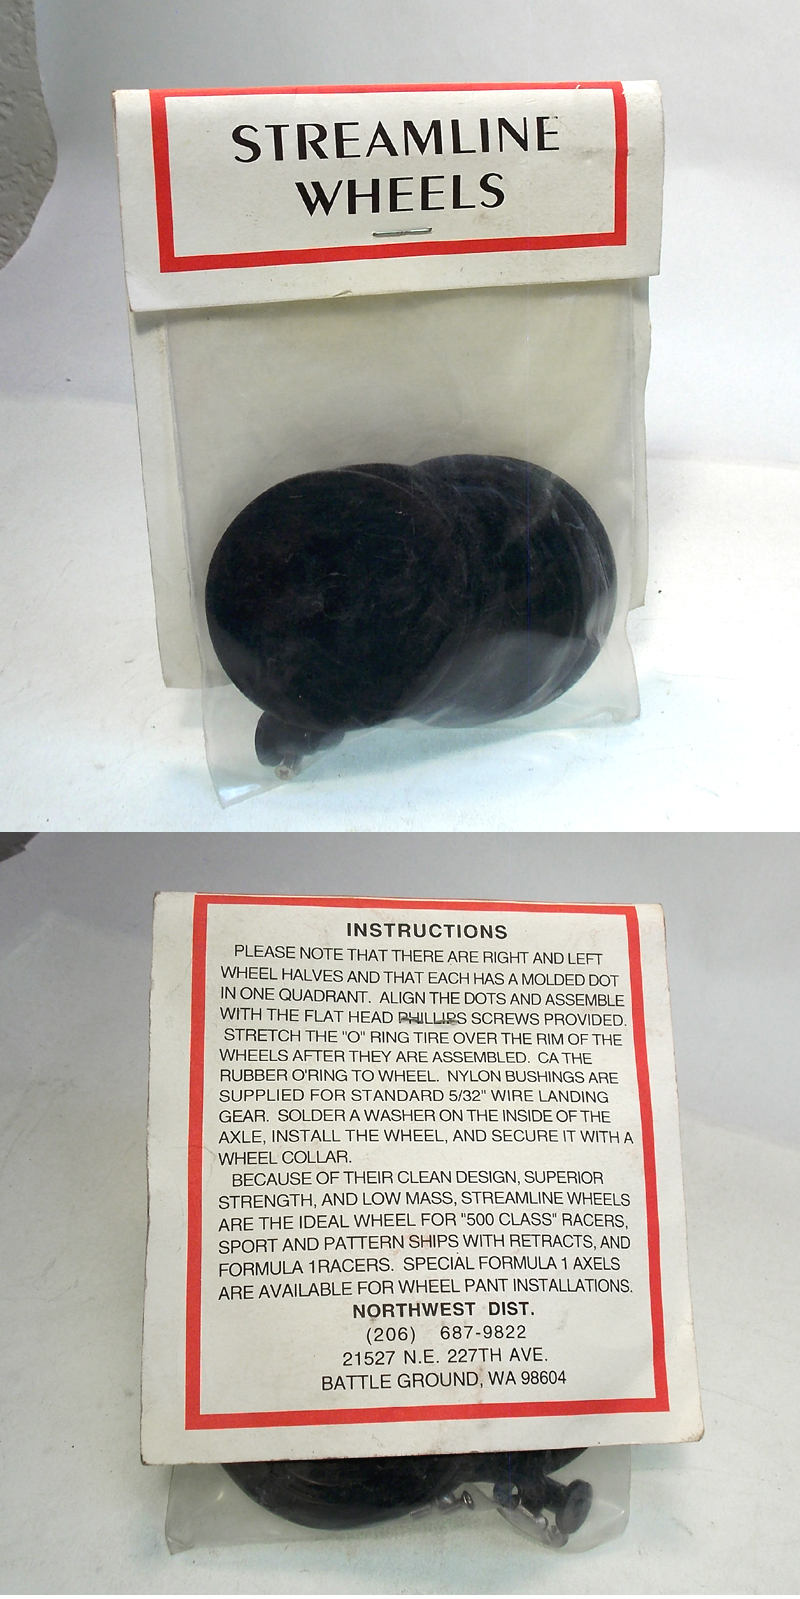 STREAMLINE
WHEELS
INSTRUCTIONS
PLEASE NOTE THAT THERE ARE RIGHT AND LEFT
WHEEL HALVES AND THAT EACH HAS A MOLDED DOT
IN ONE QUADRANT. ALIGN THE DOTS AND ASSEMBLE
WITH THE FLAT HEAD PHILLIPS SCREWS PROVIDED.
STRETCH THE "O" RING TIRE OVER THE RIM OF THE
WHEELS AFTER THEY ARE ASSEMBLED. CA THE
RUBBER O'RING TO WHEEL. NYLON BUSHINGS ARE
SUPPLIED FOR STANDARD 5/32" WIRE LANDING
GEAR. SOLDER A WASHER ON THE INSIDE OF THE
AXLE, INSTALL THE WHEEL, AND SECURE IT WITH A
WHEEL COLLAR.
BECAUSE OF THEIR CLEAN DESIGN, SUPERIOR
STRENGTH, AND LOW MASS, STREAMLINE WHEELS
ARE THE IDEAL WHEEL FOR "500 CLASS" RACERS,
SPORT AND PATTERN SHIPS WITH RETRACTS, AND
FORMULA 1RACERS. SPECIAL FORMULA 1 AXELS
ARE AVAILABLE FOR WHEEL PANT INSTALLATIONS.
NORTHWEST DIST.
(206) 687-9822
21527 N.E. 227TH AVE.
BATTLE GROUND, WA 98604